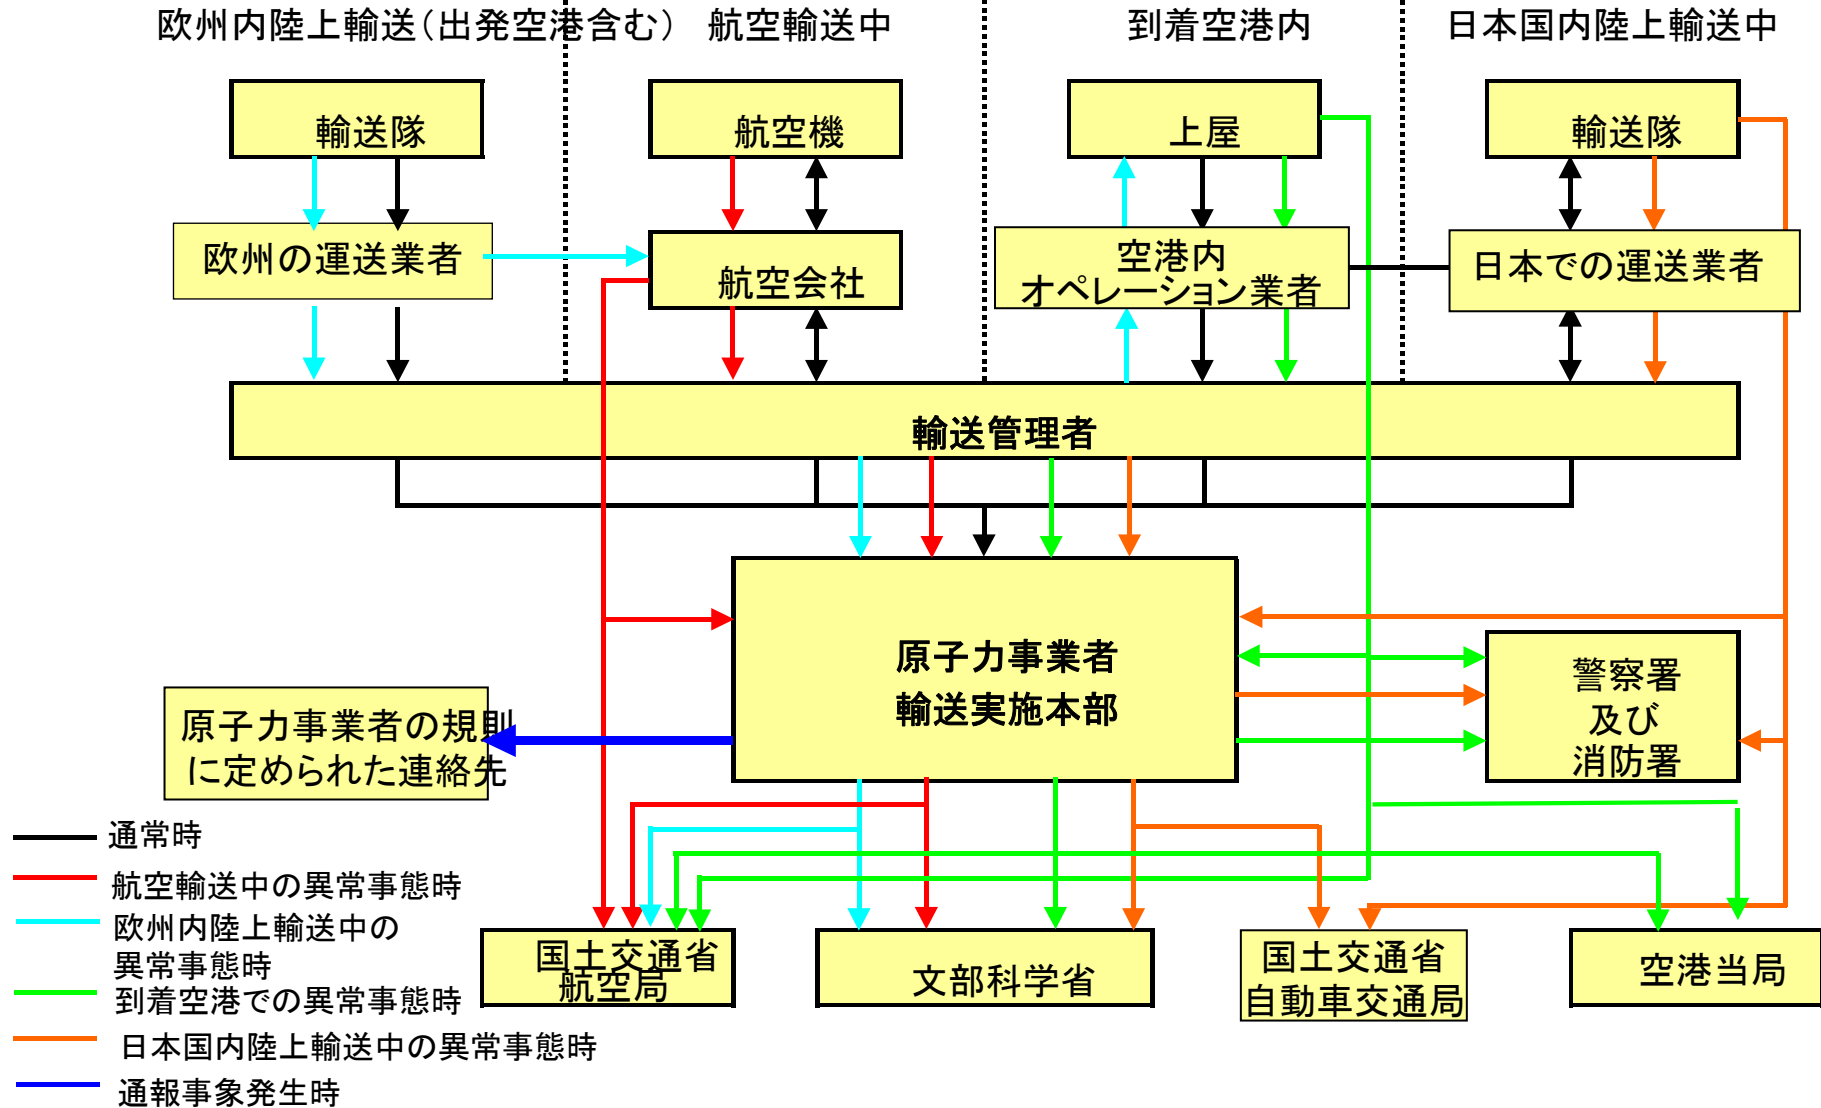 欧州内陸上輸送(出発空港含む)
航空輸送中
到着空港内
日本国内陸上輸送中
輸送隊
航空機
上屋
輸送隊
欧州の運送業者
航空会社
空港内
オペレーション業者
日本での運送業者
輸送管理者
原子力事業者
輸送実施本部
警察署
及び
消防署
原子力事業者の規則
に定められた連絡先
通常時
航空輸送中の異常事態時
欧州内陸上輸送中の
異常事態時
到着空港での異常事態時
日本国内陸上輸送中の異常事態時
通報事象発生時
国土交通省
航空局
文部科学省
国土交通省
自動車交通局
空港当局